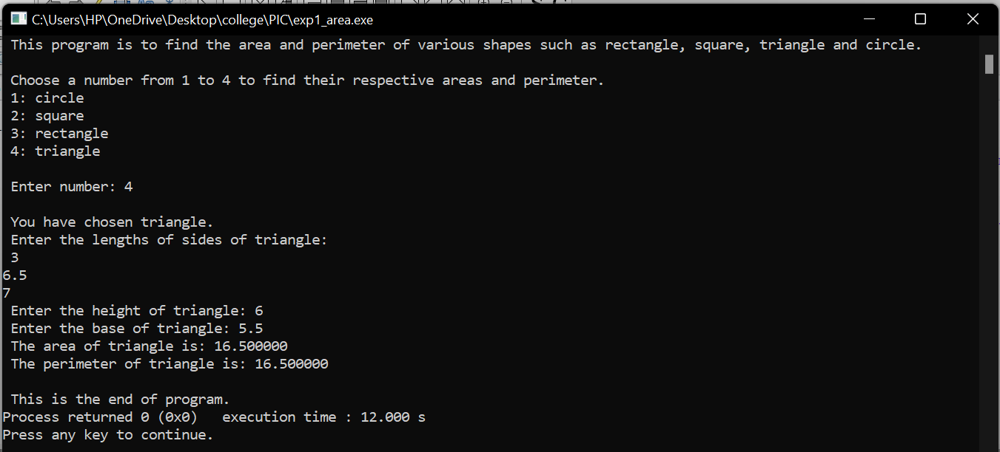 C:\Users\HP\OneDrive\Desktop\college\PIC\exp1_area.exe
This program is to find the area and perimeter of various shapes such as rectangle, square, triangle and circle.
Choose a number from 1 to 4 to find their respective areas and perimeter.
1: circle
2: square
3: rectangle
4: triangle
Enter number: 4
You have chosen triangle.
Enter the lengths of sides of triangle:
3
6.5
7
Enter the height of triangle: 6
Enter the base of triangle: 5.5
The area of triangle is: 16.500000
The perimeter of triangle is: 16.500000
This is the end of program.
Process returned 0 (0x0)   execution time : 12.000 s
Press any key to continue.